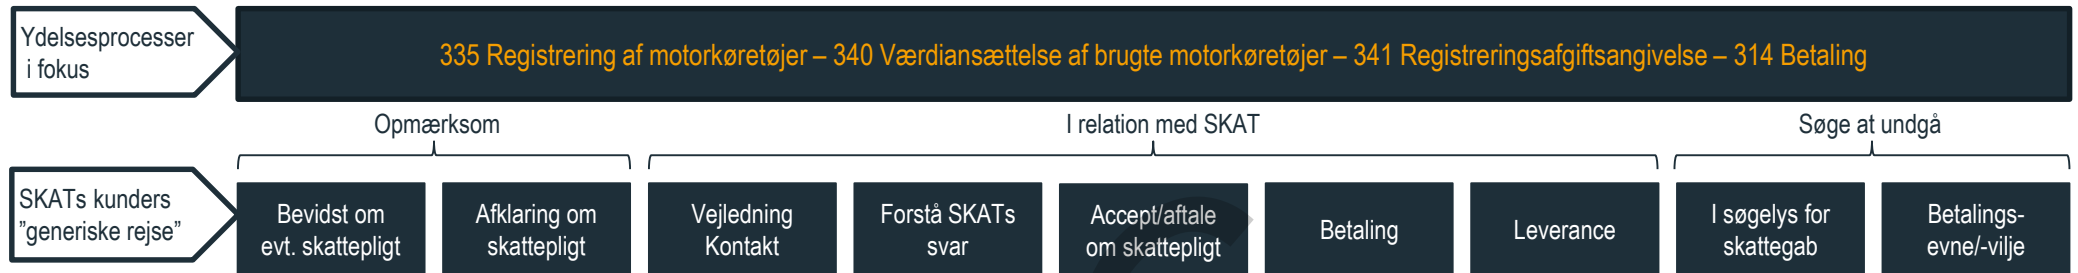 Ydelsesprocesser
i fokus
335 Registrering af motorkøretøjer – 340 Værdiansættelse af brugte motorkøretøjer – 341 Registreringsafgiftsangivelse – 314 Betaling
Opmærksom
I relation med SKAT
Søge at undgå
SKATs kunders
”generiske rejse”
Bevidst om
evt. skattepligt
Afklaring om
skattepligt
Vejledning
Kontakt
Forstå SKATs
svar
Accept/aftale
om skattepligt
Betaling
Leverance
I søgelys for
skattegab
Betalings-
evne/-vilje